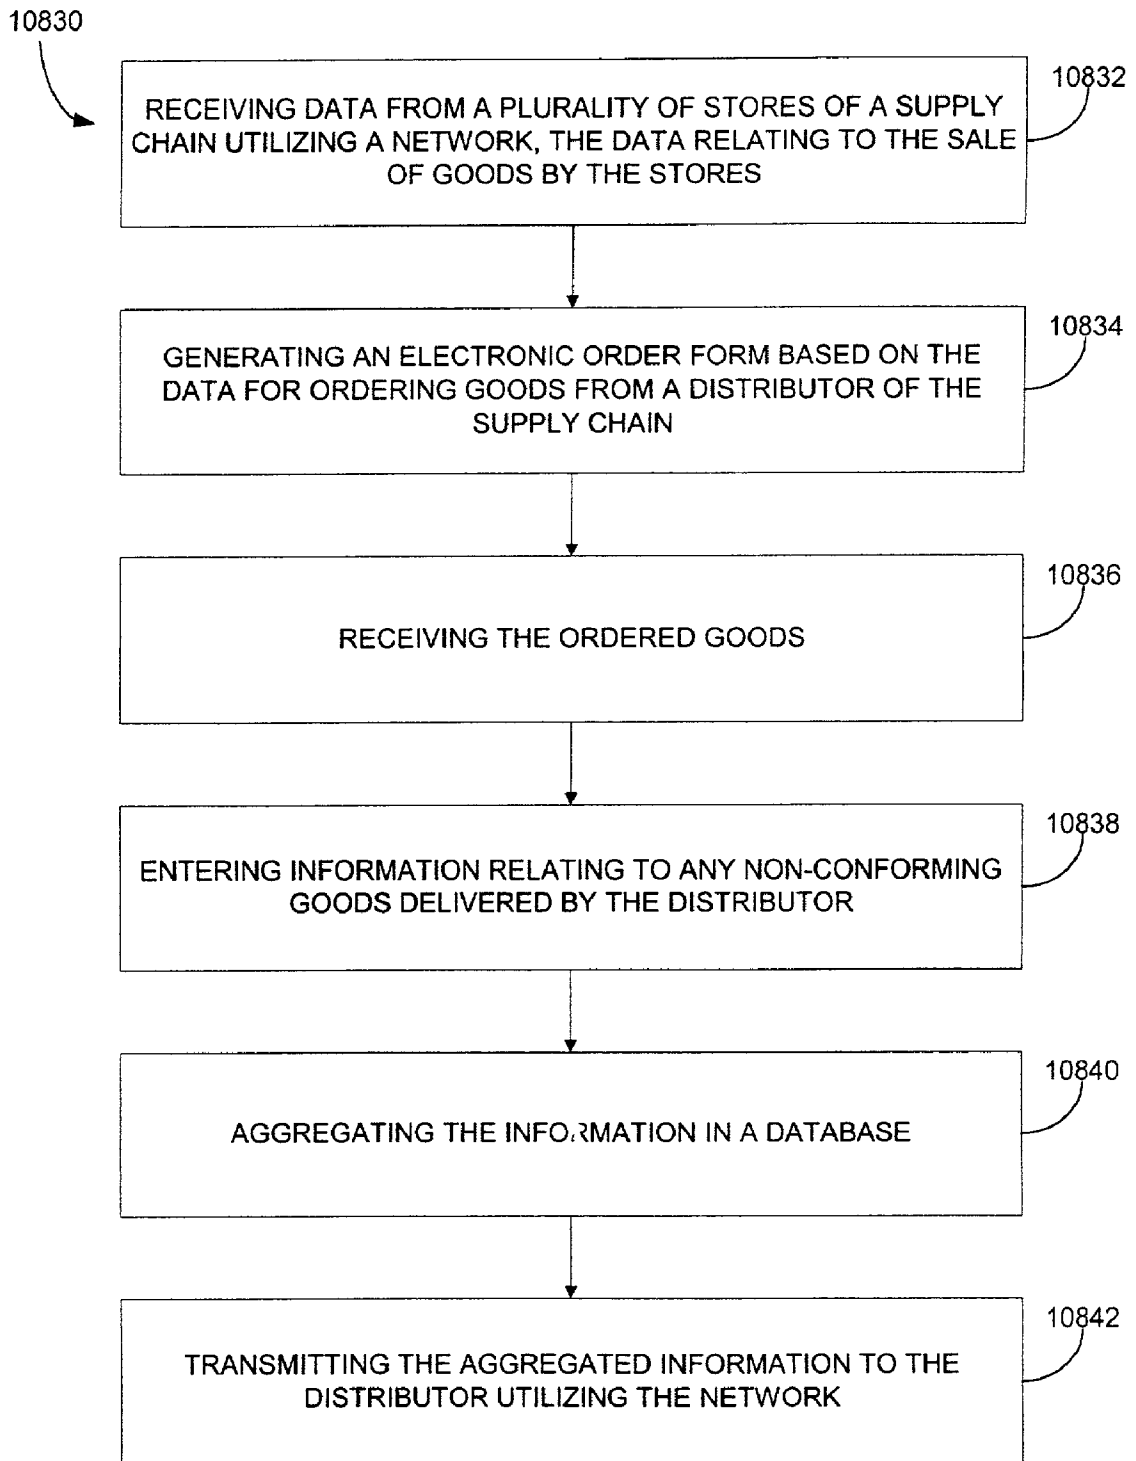 10830
10832
RECEIVING DATA FROM A PLURALITY OF STORES OF A SUPPLY
CHAIN UTILIZING A NETWORK, THE DATA RELATING TO THE SALE
OF GOODS BY THE STORES
10834
GENERATING AN ELECTRONIC ORDER FORM BASED ON THE
DATA FOR ORDERING GOODS FROM A DISTRIBUTOR OF THE
SUPPLY CHAIN
10836
RECEIVING THE ORDERED GOODS
10838
ENTERING INFORMATION RELATING TO ANY NON-CONFORMING
GOODS DELIVERED BY THE DISTRIBUTOR
10840
AGGREGATING THE INFORMATION IN A DATABASE
10842
TRANSMITTING THE AGGREGATED INFORMATION TO THE
DISTRIBUTOR UTILIZING THE NETWORK